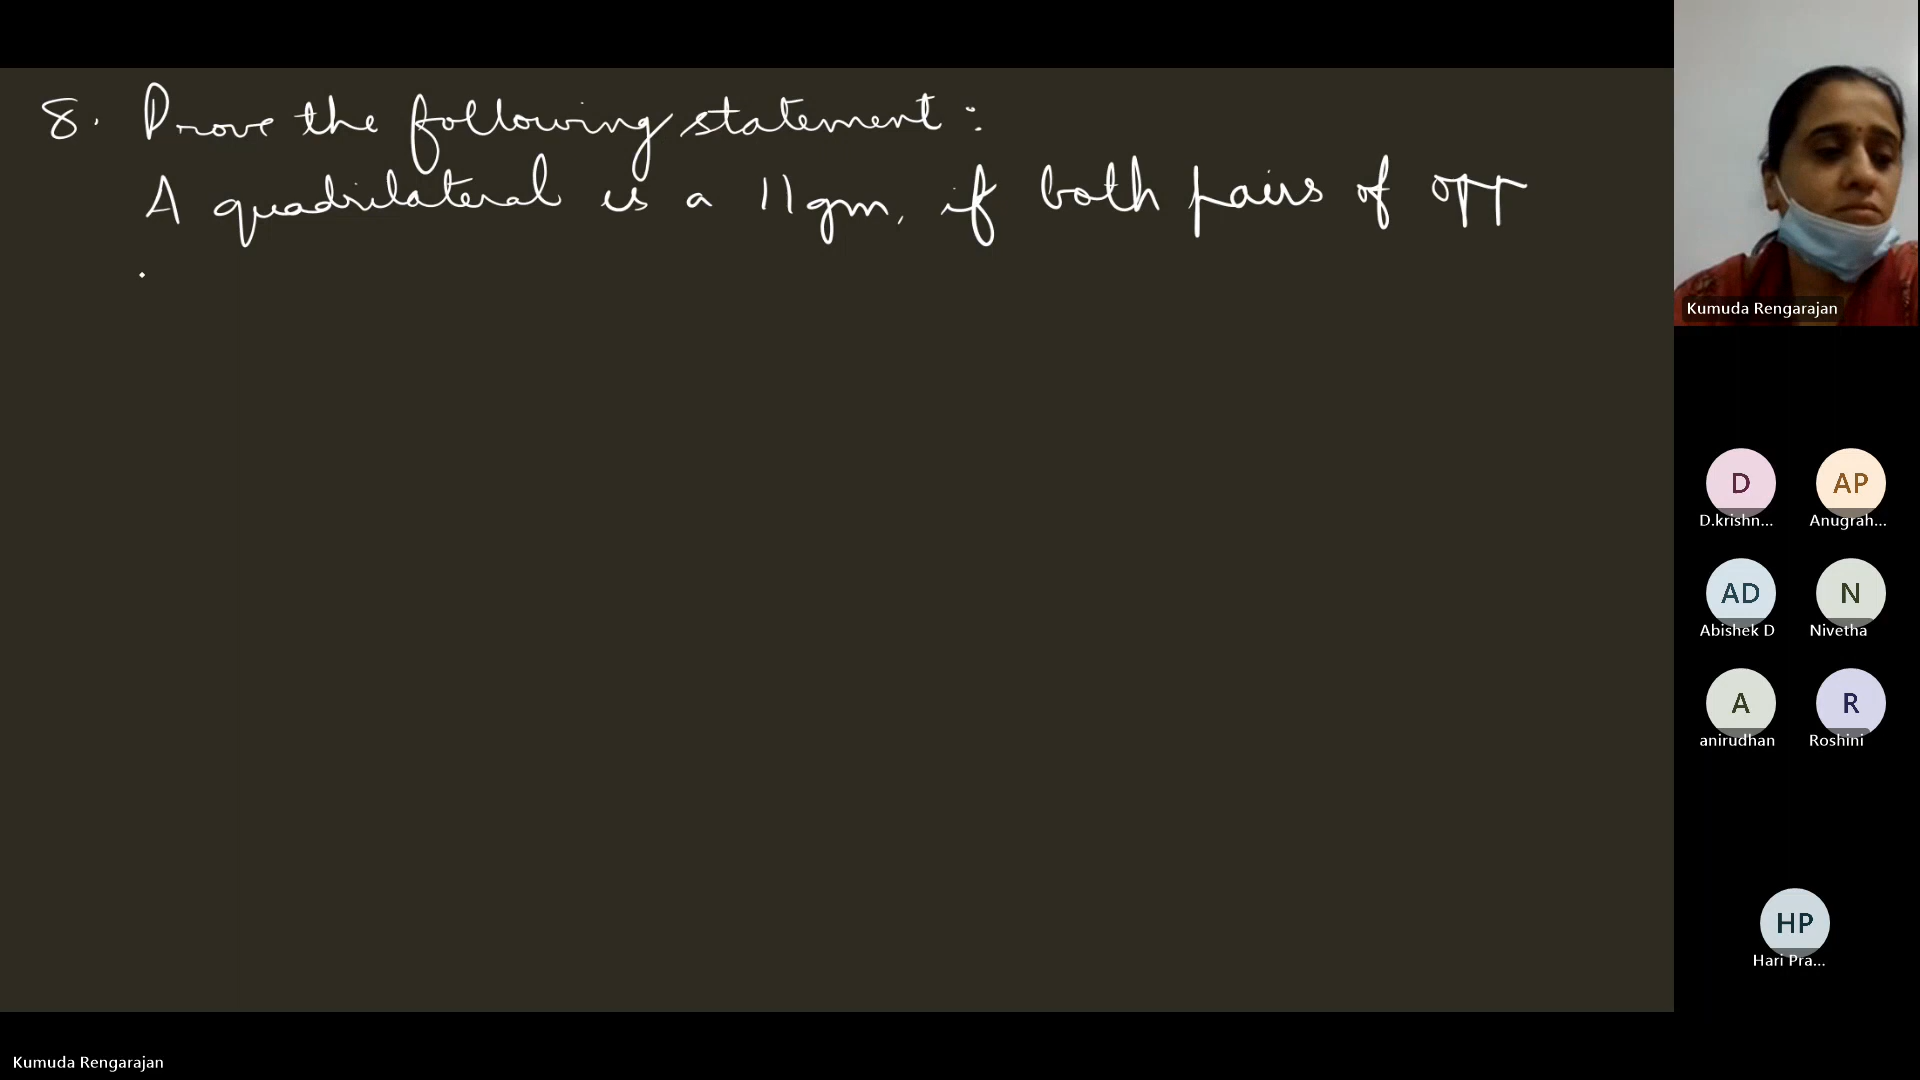 8. Prove the following statement :
A quadrilateral is a 11gm, if both pairs of opp
Kumuda Rengarajan
D
AP
D.krishn...
Anugrah...
AD
N
Abishek D
Nivetha
A
R
anirudhan
Roshini
HP
Hari Pra...
Kumuda Rengarajan